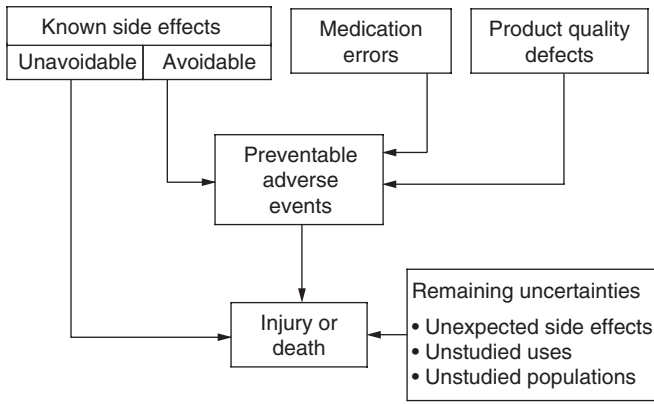 Known side effects
Unavoidable
Avoidable
Medication
errors
Product quality
defects
Preventable
adverse
events
Injury or
death
Remaining uncertainties
• Unexpected side effects
• Unstudied uses
• Unstudied populations